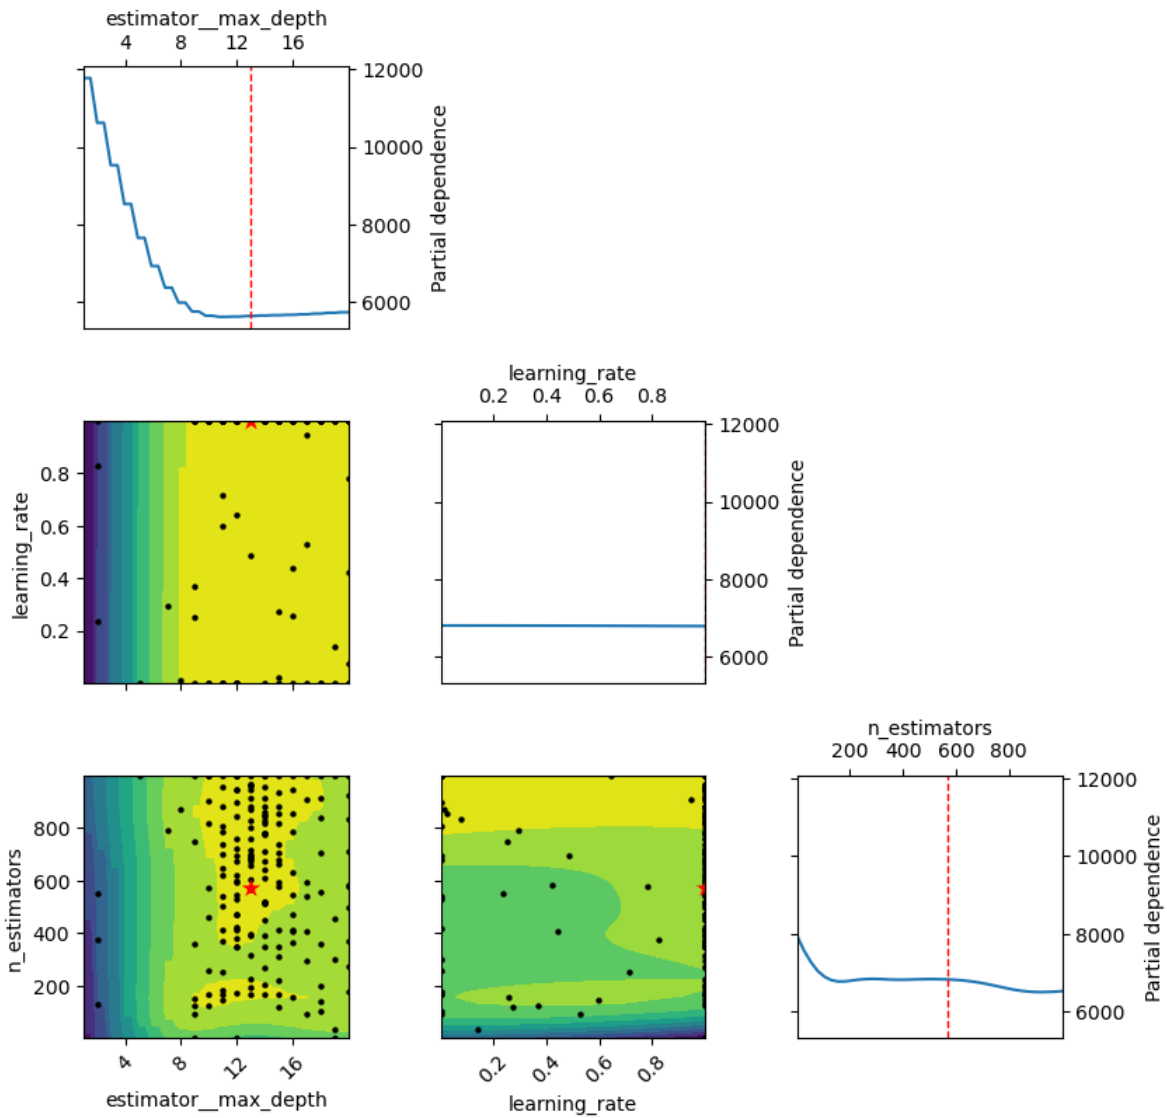 estimator__max_depth
4 8 12 16
12000
10000
8000
6000
Partial dependence
learning_rate
0.2 0.4 0.6 0.8
12000
10000
8000
6000
Partial dependence
0.8
0.6
0.4
0.2
learning_rate
n_estimators
200 400 600 800
12000
10000
8000
6000
Partial dependence
800
600
400
200
n_estimators
4 8 12 16
estimator__max_depth
0.2 0.4 0.6 0.8
learning_rate